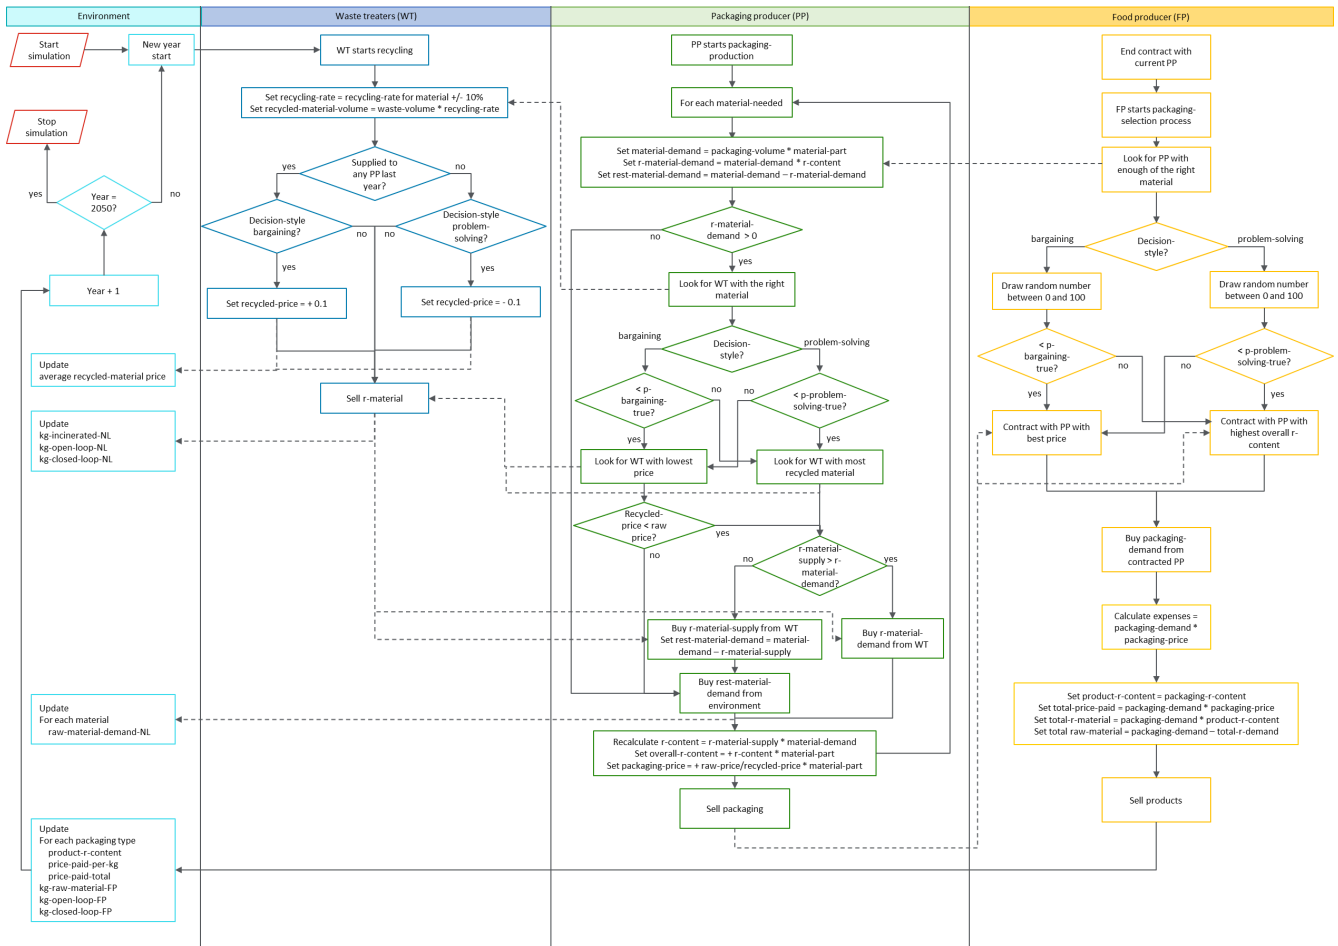 Environment
Waste treaters (WT)
Packaging producer (PP)
Food producer (FP)
Start
simulation
New year
start
Stop
simulation
yes
no
Year =
2050?
Year + 1
Update
average recycled-material price
Update
kg-incinerated-NL
kg-open-loop-NL
kg-closed-loop-NL
Update
For each material
raw-material-demand-NL
Update
For each packaging type
product-r-content
price-paid-per-kg
price-paid-total
kg-raw-material-FP
kg-open-loop-FP
kg-closed-loop-FP
WT starts recycling
Set recycling-rate = recycling-rate for material +/- 10%
Set recycled-material-volume = waste-volume * recycling-rate
yes
Supplied to
any PP last
year?
no
Decision-style
bargaining?
no
no
Decision-style
problem-
solving?
yes
yes
Set recycled-price = + 0.1
Set recycled-price = - 0.1
Sell r-material
PP starts packaging-
production
For each material-needed
Set material-demand = packaging-volume * material-part
Set r-material-demand = material-demand * r-content
Set rest-material-demand = material-demand – r-material-demand
no
r-material-
demand > 0
yes
Look for WT with the right
material
bargaining
Decision-
style?
problem-solving
< p-
bargaining-
true?
no
no
< p-problem-
solving-true?
yes
yes
Look for WT with lowest
price
Look for WT with most
recycled material
Recycled-
price < raw
price?
yes
no
no
r-material-
supply > r-
material-
demand?
yes
Buy r-material-supply from WT
Set rest-material-demand = material-
demand – r-material-supply
Buy r-material-
demand from WT
Buy rest-material-
demand from
environment
Recalculate r-content = r-material-supply * material-demand
Set overall-r-content = + r-content * material-part
Set packaging-price = + raw-price/recycled-price * material-part
Sell packaging
End contract with
current PP
FP starts packaging-
selection process
Look for PP with
enough of the right
material
bargaining
Decision-
style?
problem-solving
Draw random number
between 0 and 100
Draw random number
between 0 and 100
< p-
bargaining-
true?
no
no
< p-problem-
solving-true?
yes
yes
Contract with PP with
best price
Contract with PP with
highest overall r-
content
Buy packaging-
demand from
contracted PP
Calculate expenses =
packaging-demand *
packaging-price
Set product-r-content = packaging-r-content
Set total-price-paid = packaging-demand * packaging-price
Set total-r-material = packaging-demand * product-r-content
Set total raw-material = packaging-demand – total-r-demand
Sell products